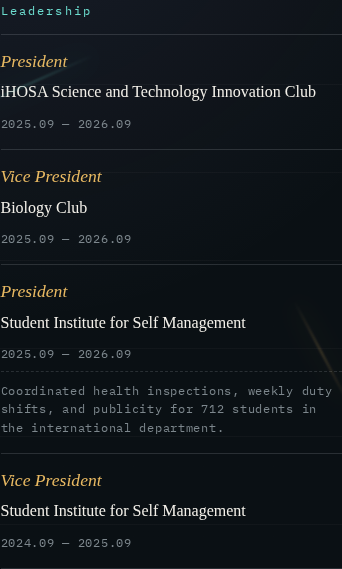 Leadership
President
iHOSA Science and Technology Innovation Club
2025.09 — 2026.09
Vice President
Biology Club
2025.09 — 2026.09
President
Student Institute for Self Management
2025.09 — 2026.09
Coordinated health inspections, weekly duty
shifts, and publicity for 712 students in
the international department.
Vice President
Student Institute for Self Management
2024.09 — 2025.09